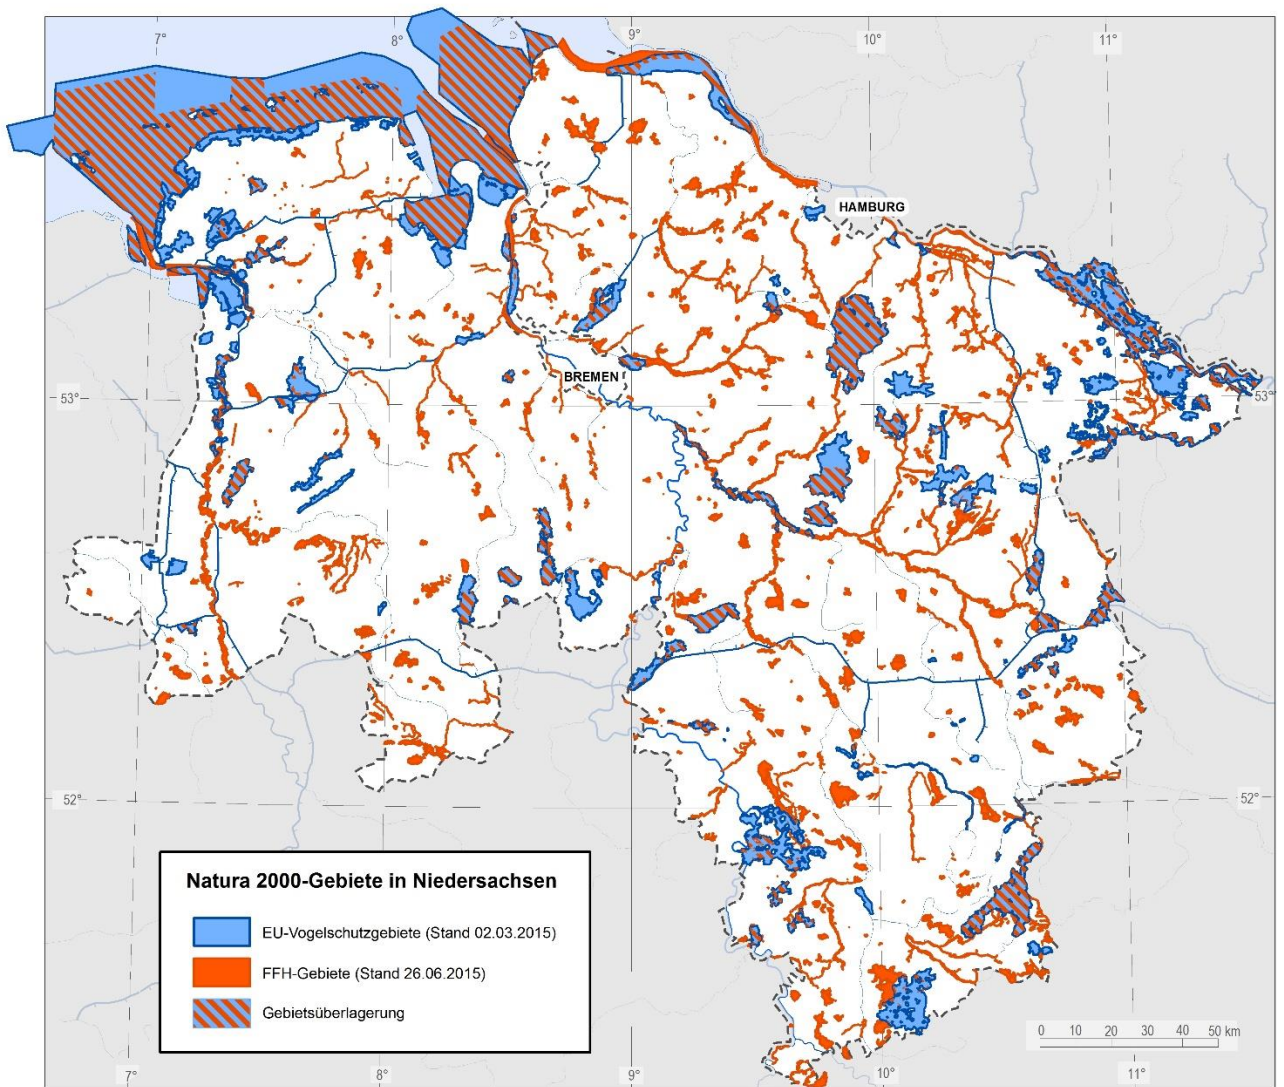 7° 8° 9° 10° 11°
HAMBURG
BREMEN
53° 53°
52° 52°
Natura 2000-Gebiete in Niedersachsen
EU-Vogelschutzgebiete (Stand 02.03.2015)
FFH-Gebiete (Stand 26.06.2015)
Gebietsüberlagerung
0 10 20 30 40 50 km
7° 8° 9° 10° 11°